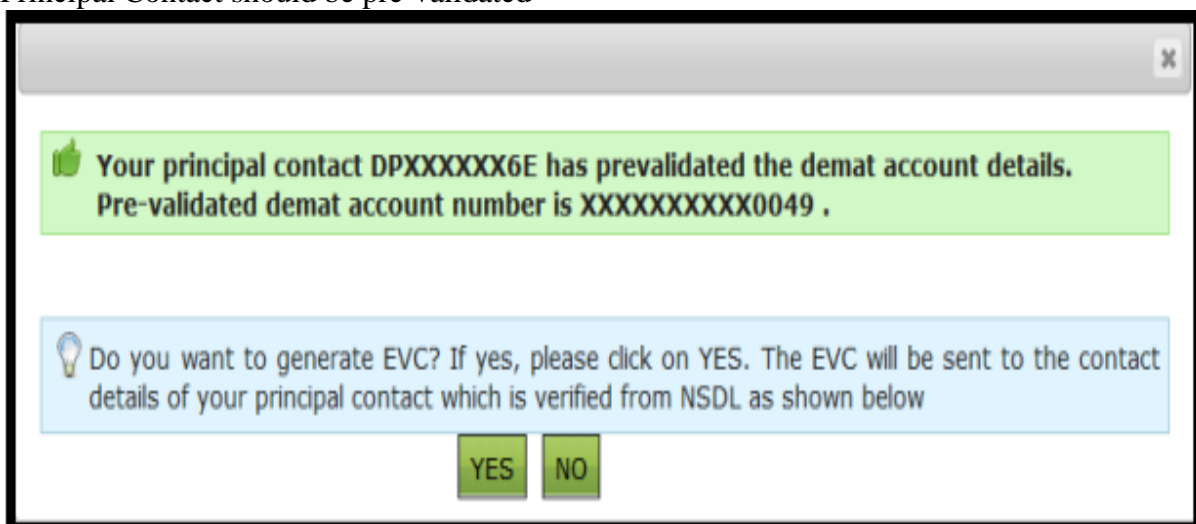 Principal Contact should be pre-validated
Your principal contact DPXXXXXX6E has prevalidated the demat account details.
Pre-validated demat account number is XXXXXXXXXX0049 .
Do you want to generate EVC? If yes, please click on YES. The EVC will be sent to the contact
details of your principal contact which is verified from NSDL as shown below
YES NO